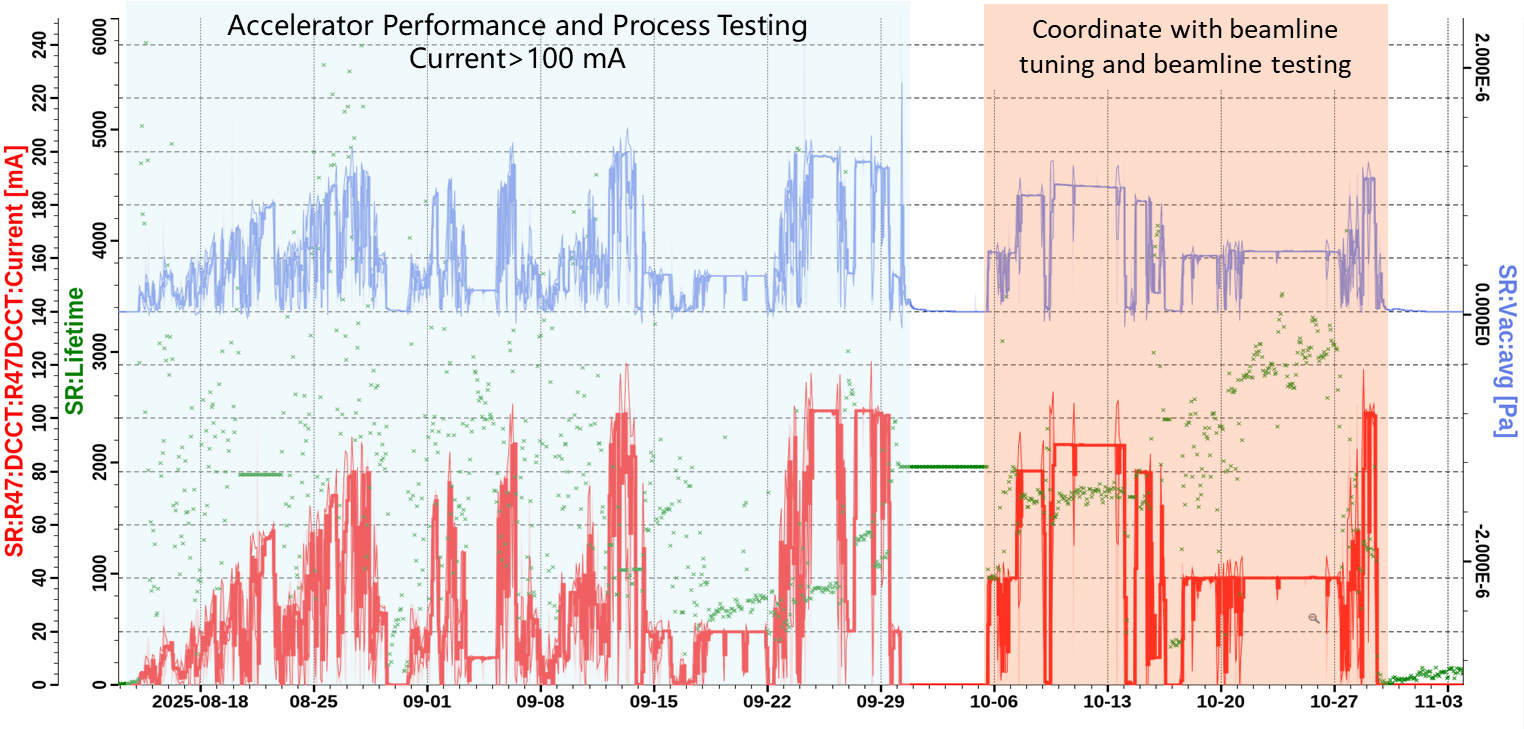 Accelerator Performance and Process Testing
Current>100 mA
Coordinate with beamline
tuning and beamline testing
SR:R47:DCCT:R47DCCT:Current [mA]
240
220
200
180
160
140
120
100
80
60
40
20
0
SR:Lifetime
6000
5000
4000
3000
2000
1000
0
2.000E-6
0.000E0
-2.000E-6
SR:Vac:avg [Pa]
2025-08-18 08-25 09-01 09-08 09-15 09-22 09-29 10-06 10-13 10-20 10-27 11-03